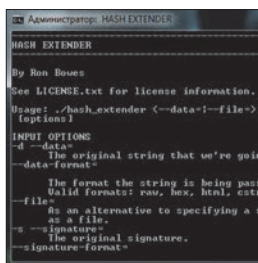 Администратор: HASH EXTENDER
HASH EXTENDER
By Ron Bowes
See LICENSE.txt for license information.
Usage: ./hash_extender <--data=|--file=>
[options]
INPUT OPTIONS
-d --data=
The original string that we're goin
--data-format=
The format the string is being pas
Valid formats: raw, hex, html, cstr
--file=
As an alternative to specifying a s
as a file.
-s --signature=
The original signature.
--signature-format=